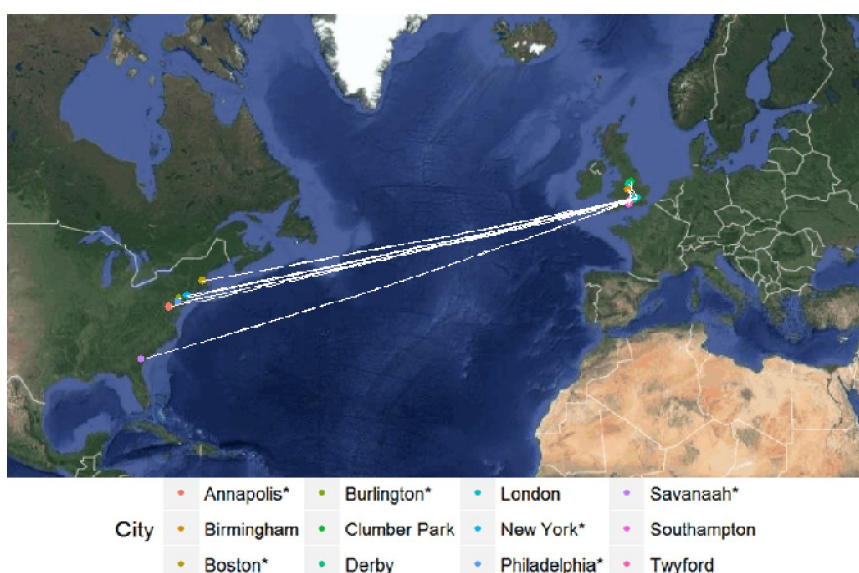 Annapolis* Burlington* London Savanaah*
City Birmingham Clumber Park New York* Southampton
Boston* Derby Philadelphia* Twyford